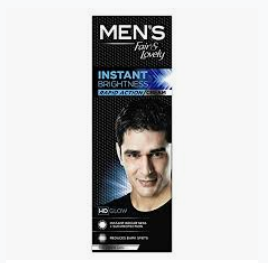 MEN'S
Fair & Lovely
INSTANT
BRIGHTNESS
RAPID ACTION CREAM
HD GLOW
REDUCES DARK SPOTS